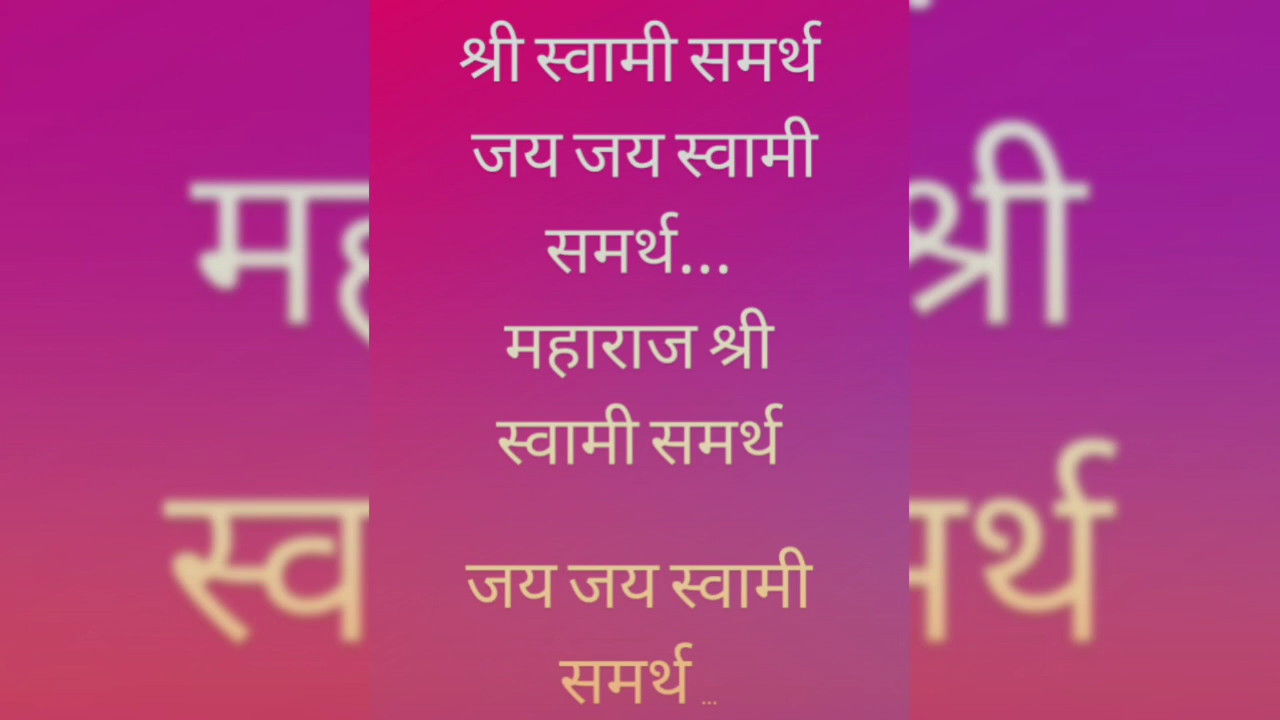 श्री स्वामी समर्थ
जय जय स्वामी
समर्थ...
महाराज श्री
स्वामी समर्थ
जय जय स्वामी
समर्थ ...